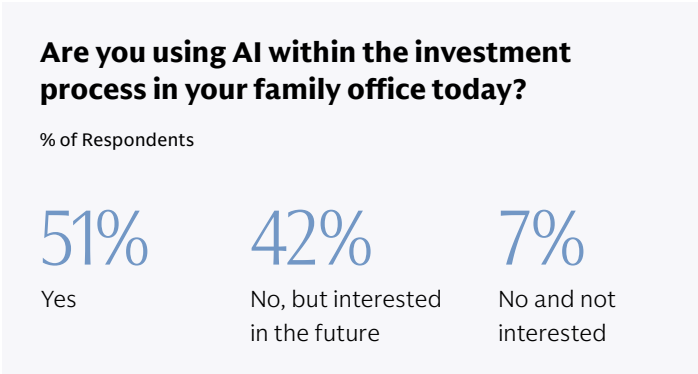 Are you using AI within the investment
process in your family office today?
% of Respondents
51%
42%
7%
Yes
No, but interested
in the future
No and not
interested